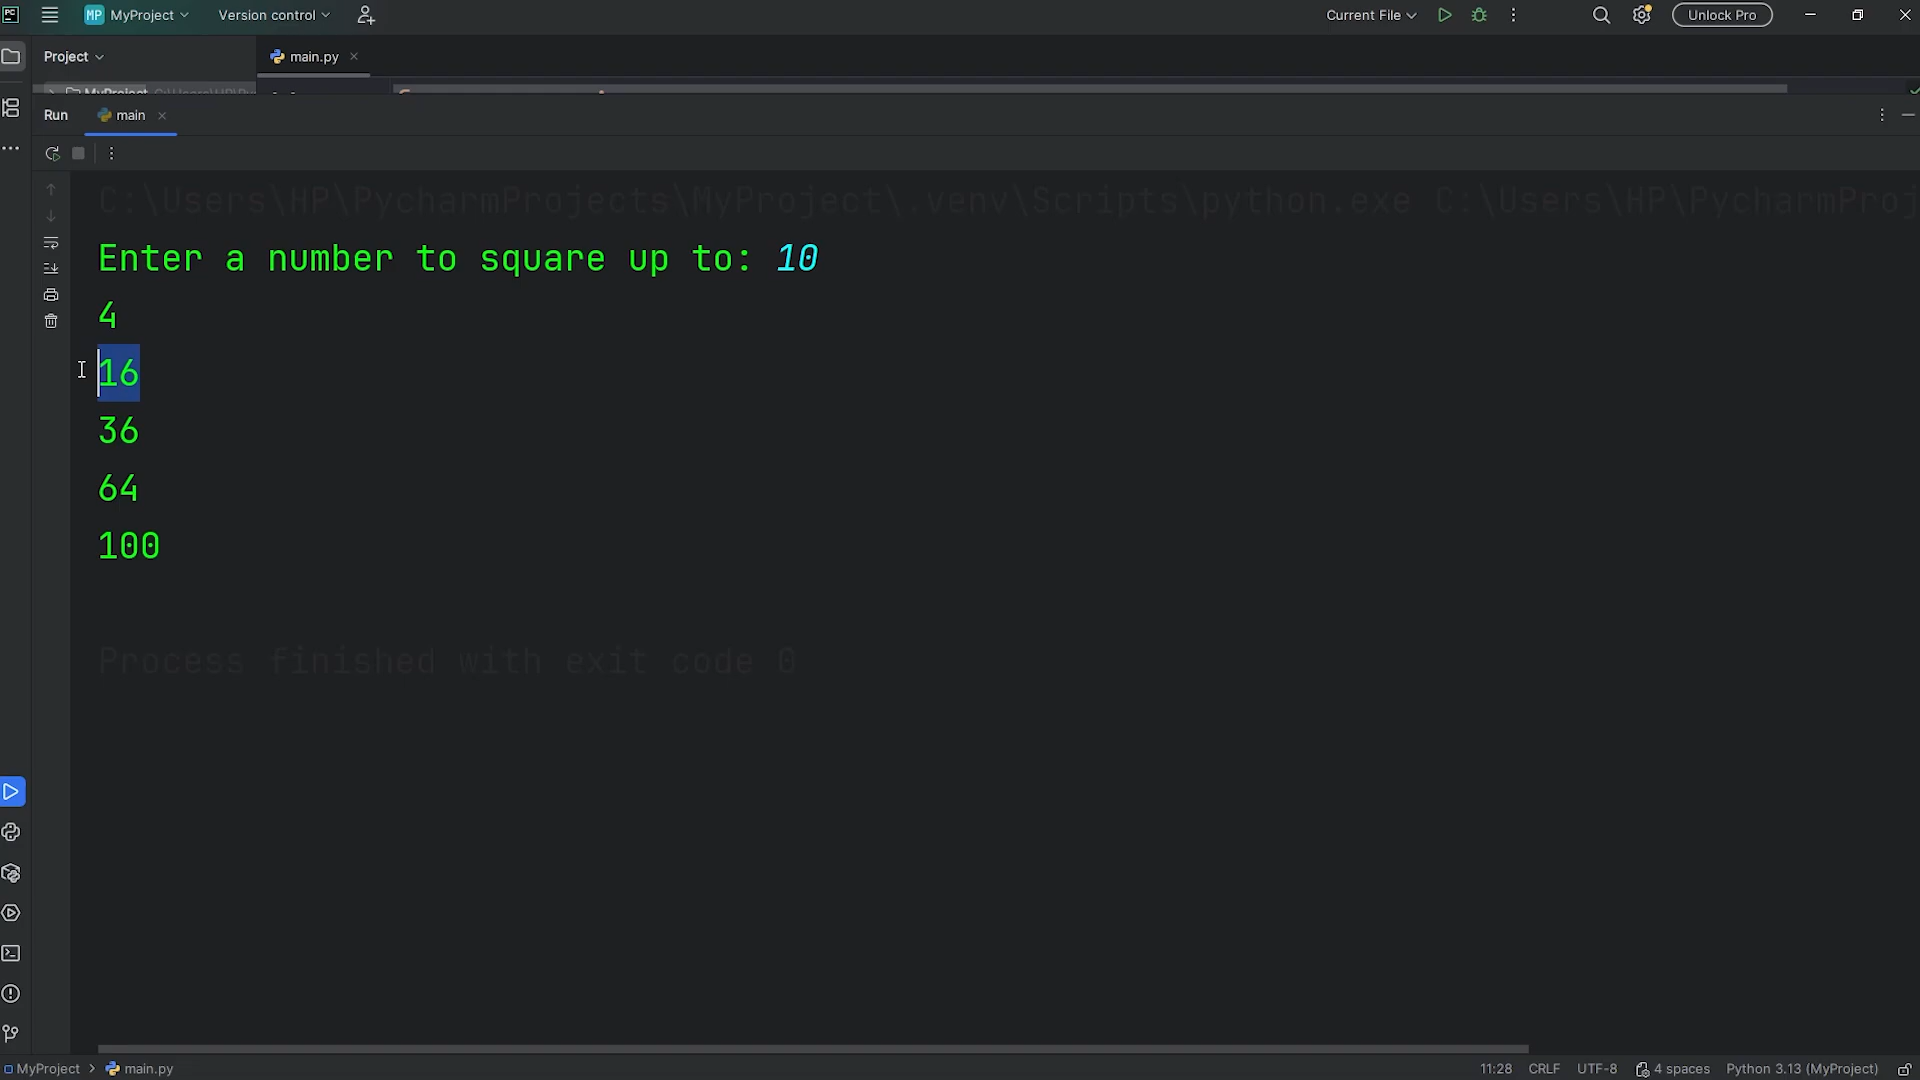 PC MP MyProject Version control Current File Unlock Pro
Project main.py
Run main
C:\Users\HP\PycharmProjects\MyProject\.venv\Scripts\python.exe C:\Users\HP\PycharmProj
Enter a number to square up to: 10
4
16
36
64
100
Process finished with exit code 0
MyProject > main.py 11:28 CRLF UTF-8 4 spaces Python 3.13 (MyProject)